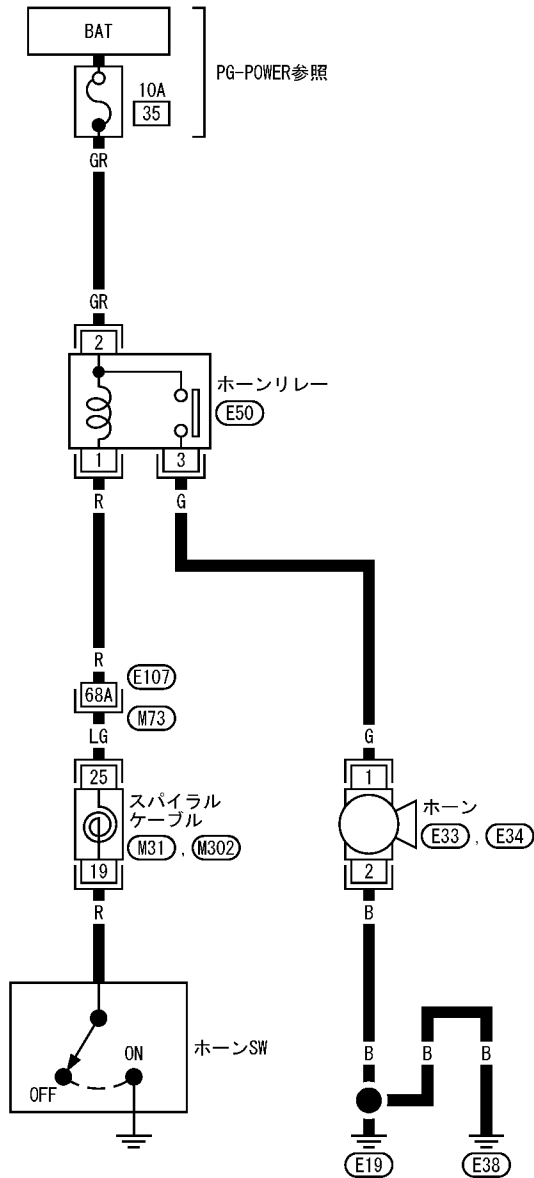 BAT
PG-POWER参照
10A
35
GR
GR
2
ホーンリレー
E50
1
3
R
G
R
E107
68A
M73
LG
G
25
1
スパイラル
ケーブル
M31 , M302
ホーン
E33 , E34
19
2
R
B
ホーンSW
ON
OFF
B
B
B
E19
E38